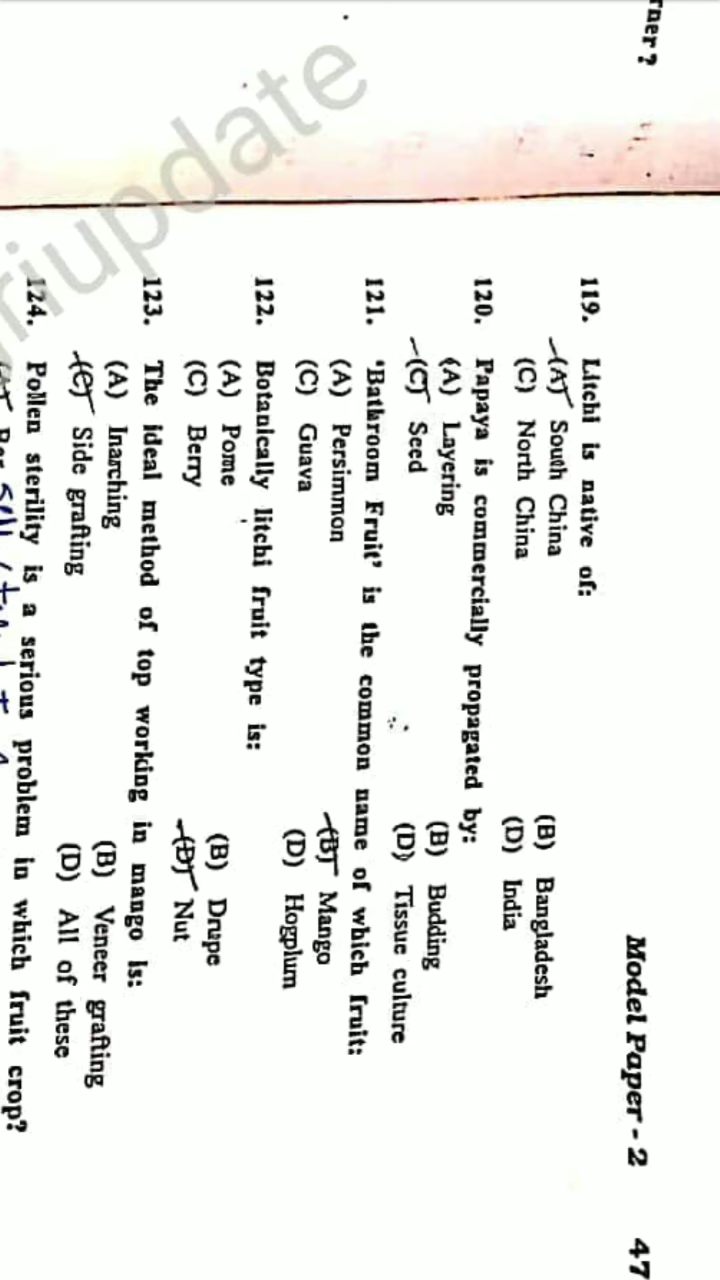 rner?
Model Paper - 2 47
119. Litchi is native of:
(A) South China (B) Bangladesh
(C) North China (D) India
120. Papaya is commercially propagated by:
(A) Layering (B) Budding
(C) Seed (D) Tissue culture
121. 'Bathroom Fruit' is the common name of which fruit:
(A) Persimmon (B) Mango
(C) Guava (D) Hogplum
122. Botanically litchi fruit type is:
(A) Pome (B) Drupe
(C) Berry (D) Nut
123. The ideal method of top working in mango is:
(A) Inarching (B) Veneer grafting
(C) Side grafting (D) All of these
124. Pollen sterility is a serious problem in which fruit crop?
riupdate